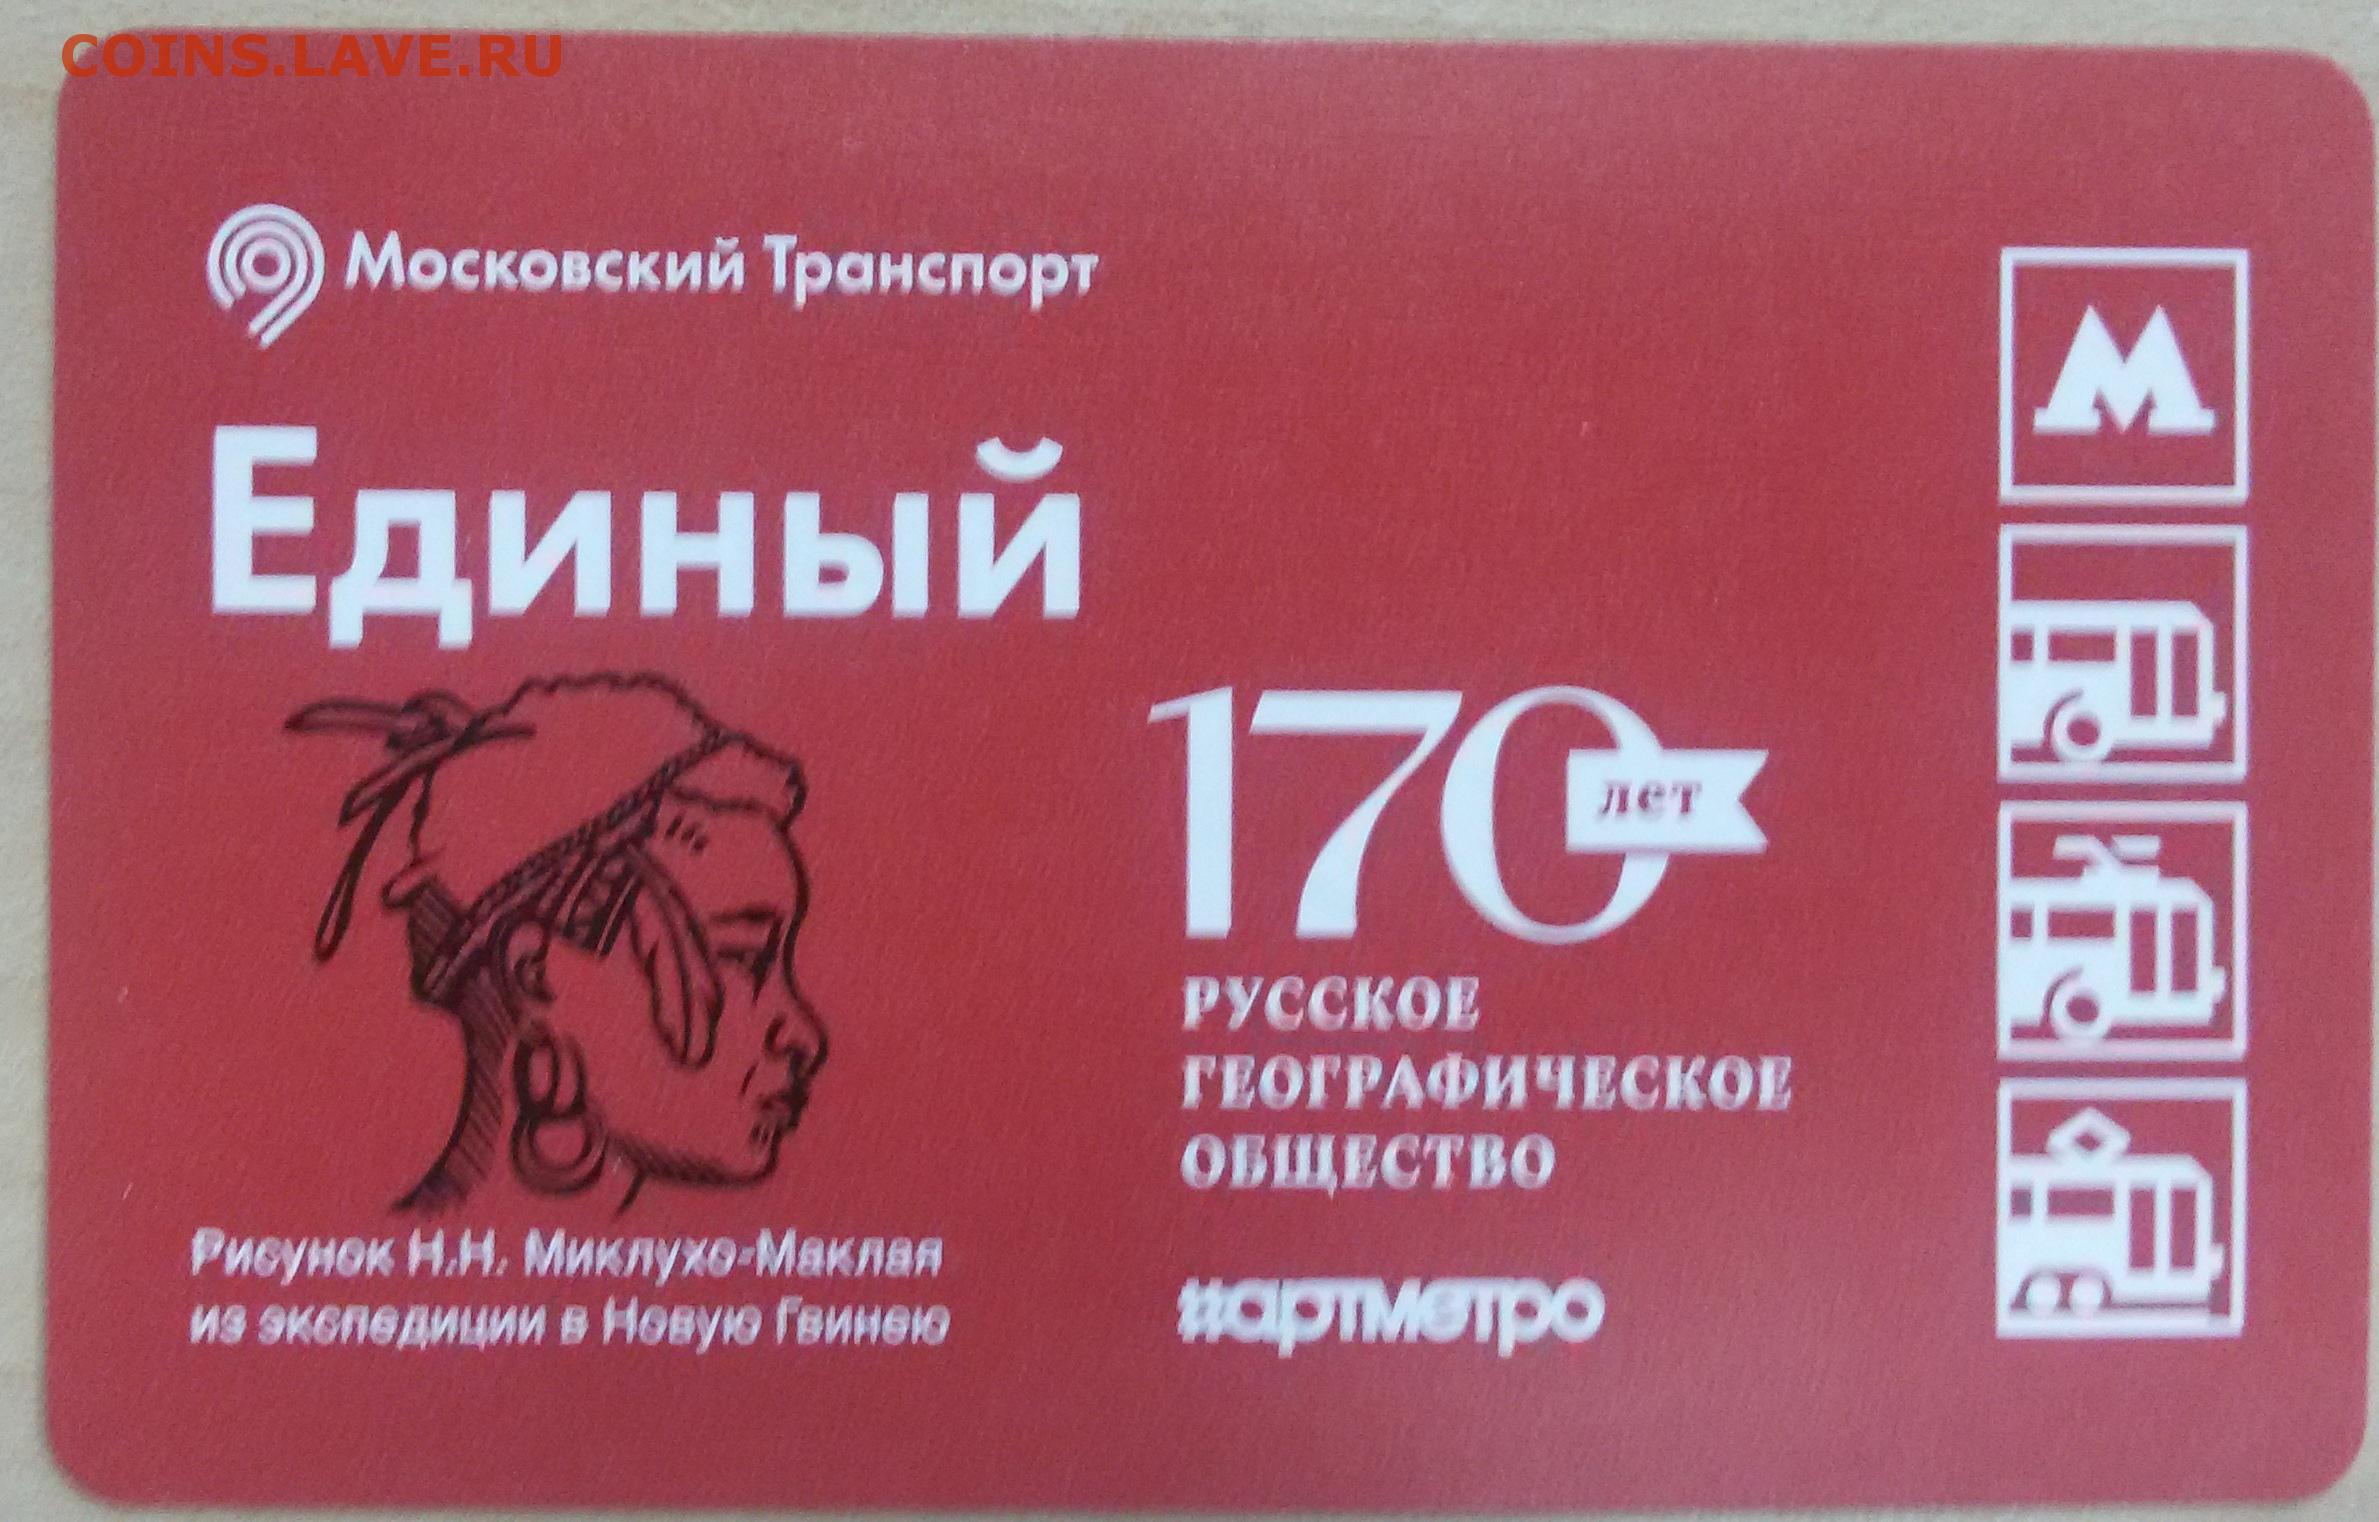 COINS.LAVE.RU
Московский Транспорт
Единый
М
170
лет
РУССКОЕ
ГЕОГРАФИЧЕСКОЕ
ОБЩЕСТВО
Рисунок Н.Н. Миклухо-Маклая
из экспедиции в Новую Гвинею
#артметро